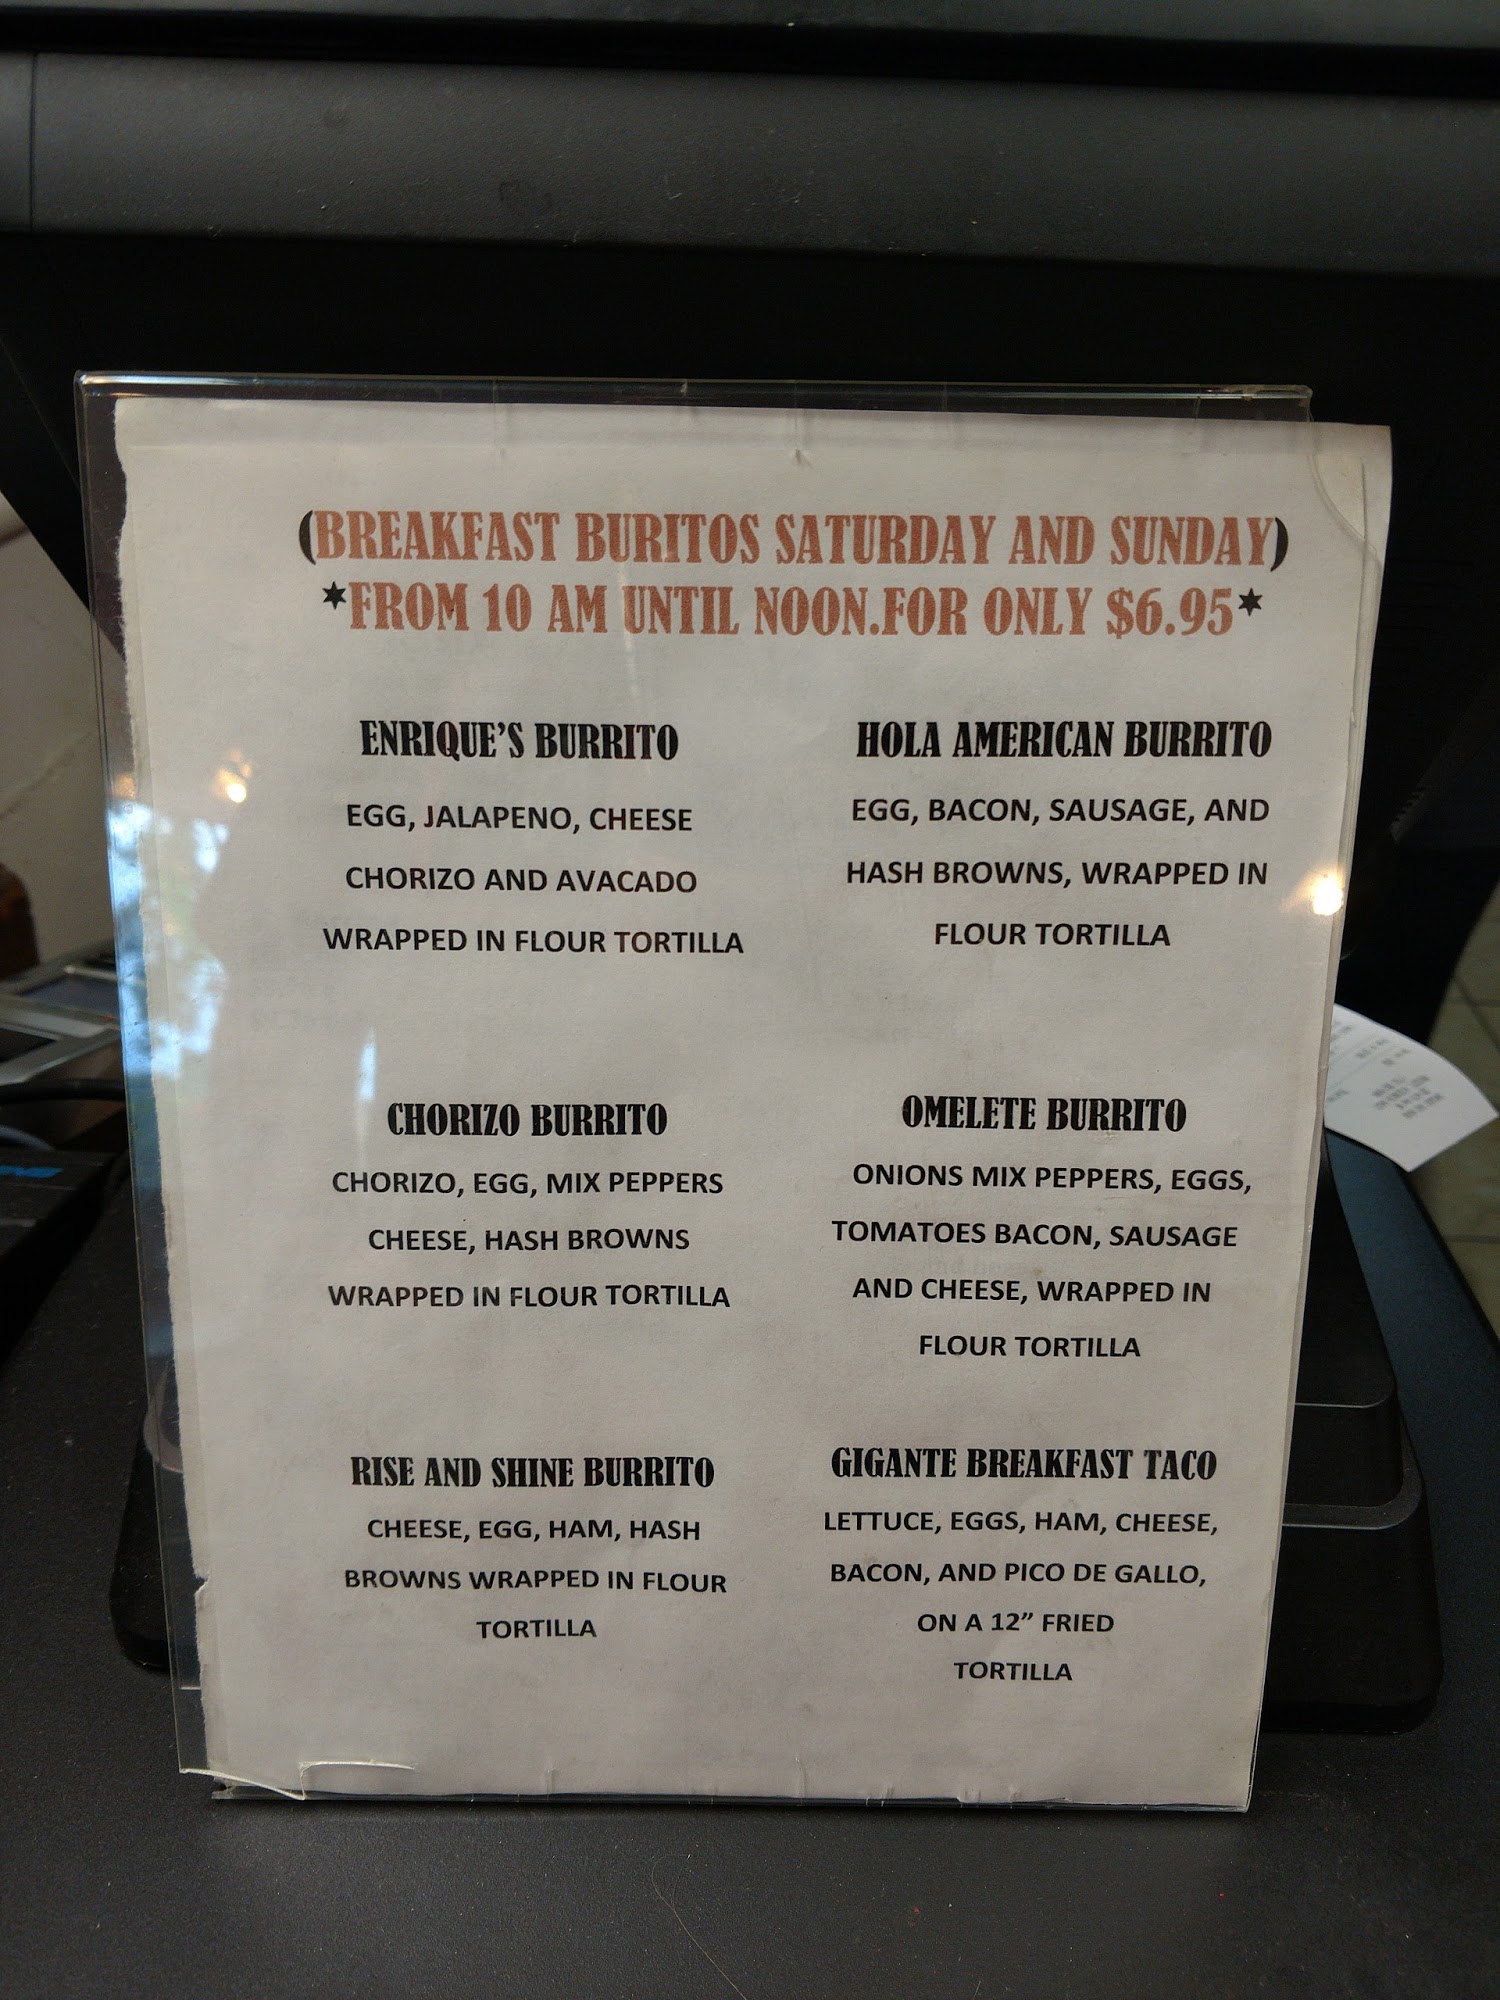 (BREAKFAST BURITOS SATURDAY AND SUNDAY)
*FROM 10 AM UNTIL NOON.FOR ONLY $6.95*
ENRIQUE'S BURRITO
EGG, JALAPENO, CHEESE
CHORIZO AND AVACADO
WRAPPED IN FLOUR TORTILLA
HOLA AMERICAN BURRITO
EGG, BACON, SAUSAGE, AND
HASH BROWNS, WRAPPED IN
FLOUR TORTILLA
CHORIZO BURRITO
CHORIZO, EGG, MIX PEPPERS
CHEESE, HASH BROWNS
WRAPPED IN FLOUR TORTILLA
OMELETE BURRITO
ONIONS MIX PEPPERS, EGGS,
TOMATOES BACON, SAUSAGE
AND CHEESE, WRAPPED IN
FLOUR TORTILLA
RISE AND SHINE BURRITO
CHEESE, EGG, HAM, HASH
BROWNS WRAPPED IN FLOUR
TORTILLA
GIGANTE BREAKFAST TACO
LETTUCE, EGGS, HAM, CHEESE,
BACON, AND PICO DE GALLO,
ON A 12” FRIED
TORTILLA